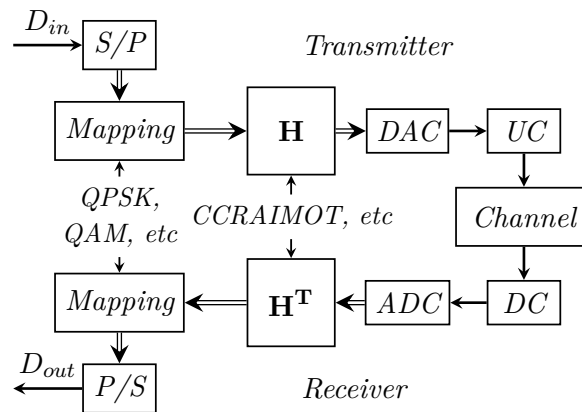 D_in
S/P
Transmitter
Mapping
H
DAC
UC
QPSK,
QAM, etc
CCRAIMOT, etc
Channel
Mapping
H^T
ADC
DC
D_out
P/S
Receiver